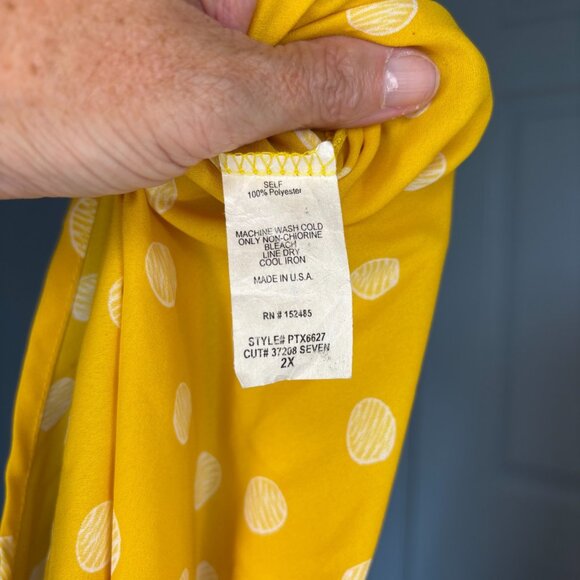 SELF
100% Polyester
MACHINE WASH COLD
ONLY NON-CHIORINE
BLEACH
LINE DRY
COOL IRON
MADE IN U.S.A.
RN # 152485
STYLE# PTX6627
CUT# 37208 SEVEN
2X